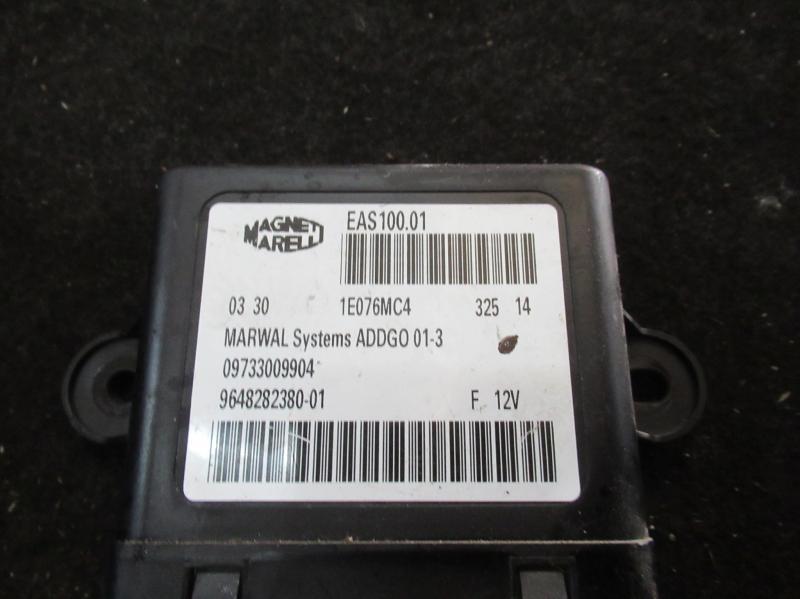 MAGNETI
MARELLI
EAS100.01
03 30 1E076MC4 325 14
MARWAL Systems ADDGO 01-3
09733009904
9648282380-01 F 12V